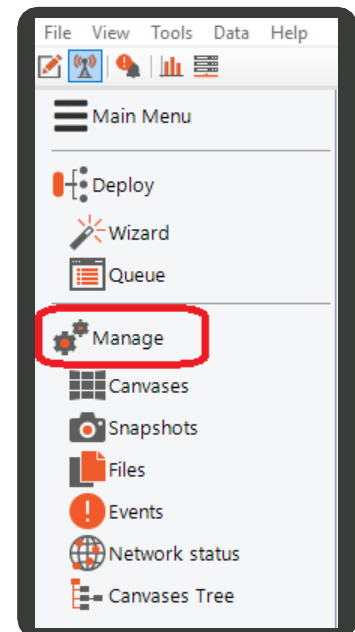 File View Tools Data Help
Main Menu
Deploy
Wizard
Queue
Manage
Canvases
Snapshots
Files
Events
Network status
Canvases Tree